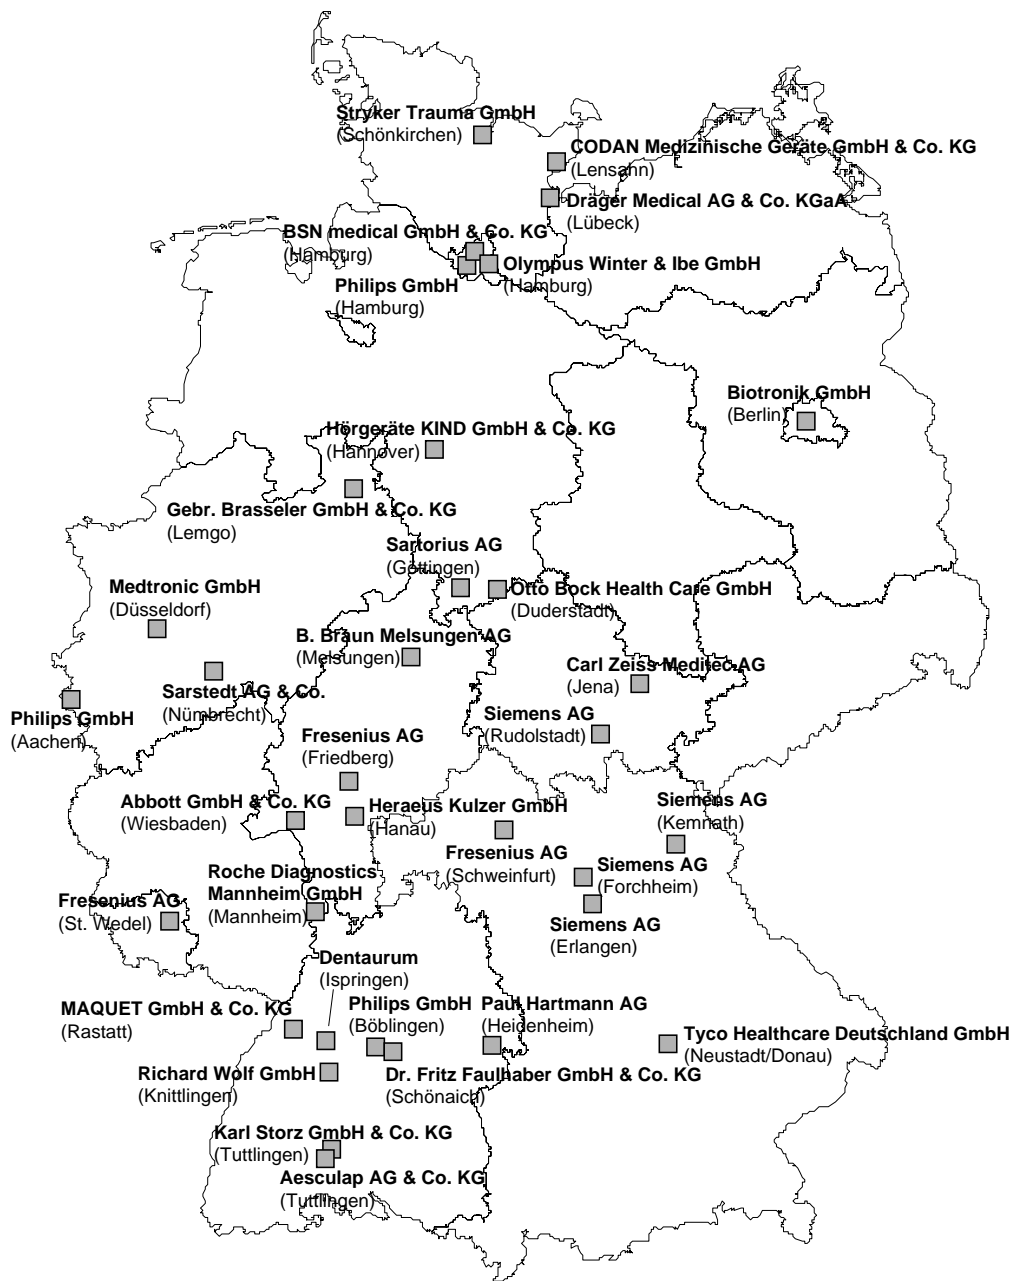 Stryker Trauma GmbH
(Schönkirchen)
CODAN Medizinische Geräte GmbH & Co. KG
(Lensahn)
Dräger Medical AG & Co. KGaA
(Lübeck)
BSN medical GmbH & Co. KG
(Hamburg)
Olympus Winter & Ibe GmbH
(Hamburg)
Philips GmbH
(Hamburg)
Biotronik GmbH
(Berlin)
Hörgeräte KIND GmbH & Co. KG
(Hannover)
Gebr. Brasseler GmbH & Co. KG
(Lemgo)
Sartorius AG
(Göttingen)
Medtronic GmbH
(Düsseldorf)
Otto Bock Health Care GmbH
(Duderstadt)
B. Braun Melsungen AG
(Melsungen)
Carl Zeiss Meditec AG
(Jena)
Sarstedt AG & Co.
(Nümbrecht)
Philips GmbH
(Aachen)
Siemens AG
(Rudolstadt)
Fresenius AG
(Friedberg)
Abbott GmbH & Co. KG
(Wiesbaden)
Heraeus Kulzer GmbH
(Hanau)
Siemens AG
(Kemnath)
Fresenius AG
(Schweinfurt)
Siemens AG
(Forchheim)
Roche Diagnostics
Mannheim GmbH
(Mannheim)
Fresenius AG
(St. Wedel)
Siemens AG
(Erlangen)
Dentaurum
(Ispringen)
MAQUET GmbH & Co. KG
(Rastatt)
Philips GmbH
(Böblingen)
Paul Hartmann AG
(Heidenheim)
Tyco Healthcare Deutschland GmbH
(Neustadt/Donau)
Richard Wolf GmbH
(Knittlingen)
Dr. Fritz Faulhaber GmbH & Co. KG
(Schönaich)
Karl Storz GmbH & Co. KG
(Tuttlingen)
Aesculap AG & Co. KG
(Tuttlingen)